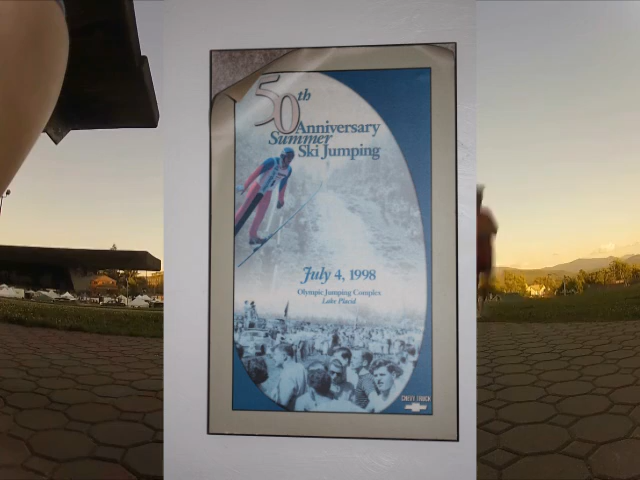 50th
Anniversary
Summer
Ski Jumping
July 4, 1998
Olympic Jumping Complex
Lake Placid
CHEVY TRUCK